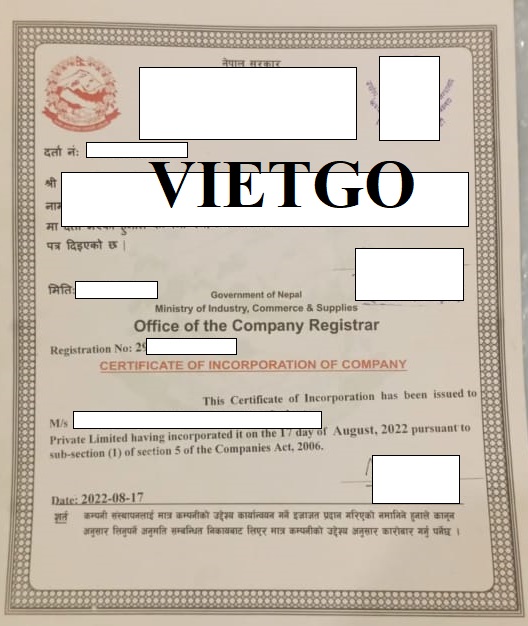 नेपाल सरकार
दर्ता नं:
VIETGO
श्री
पत्र दिइएको छ |
मिति:
Government of Nepal
Ministry of Industry, Commerce & Supplies
Office of the Company Registrar
Registration No: 29
CERTIFICATE OF INCORPORATION OF COMPANY
This Certificate of Incorporation has been issued to
M/s
Private Limited having incorporated it on the 17 day of August, 2022 pursuant to
sub-section (1) of section 5 of the Companies Act, 2006.
Date: 2022-08-17
शर्त कम्पनी संस्थापनलाई मात्र कम्पनीको उद्देश्य कार्यान्वयन गर्ने इजाजत प्रदान गरिएको नमानिने हुनाले कानून
अनुसार लिनुपर्ने अनुमति सम्बन्धित निकायबाट लिएर मात्र कम्पनीको उद्देश्य अनुसार कारोबार गर्नु पर्नेछ ।